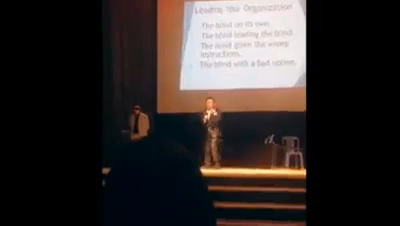 Leading Your Organization
The blind on its own.
The blind leading the blind.
The blind given the wrong
instructions.
The blind with a bad